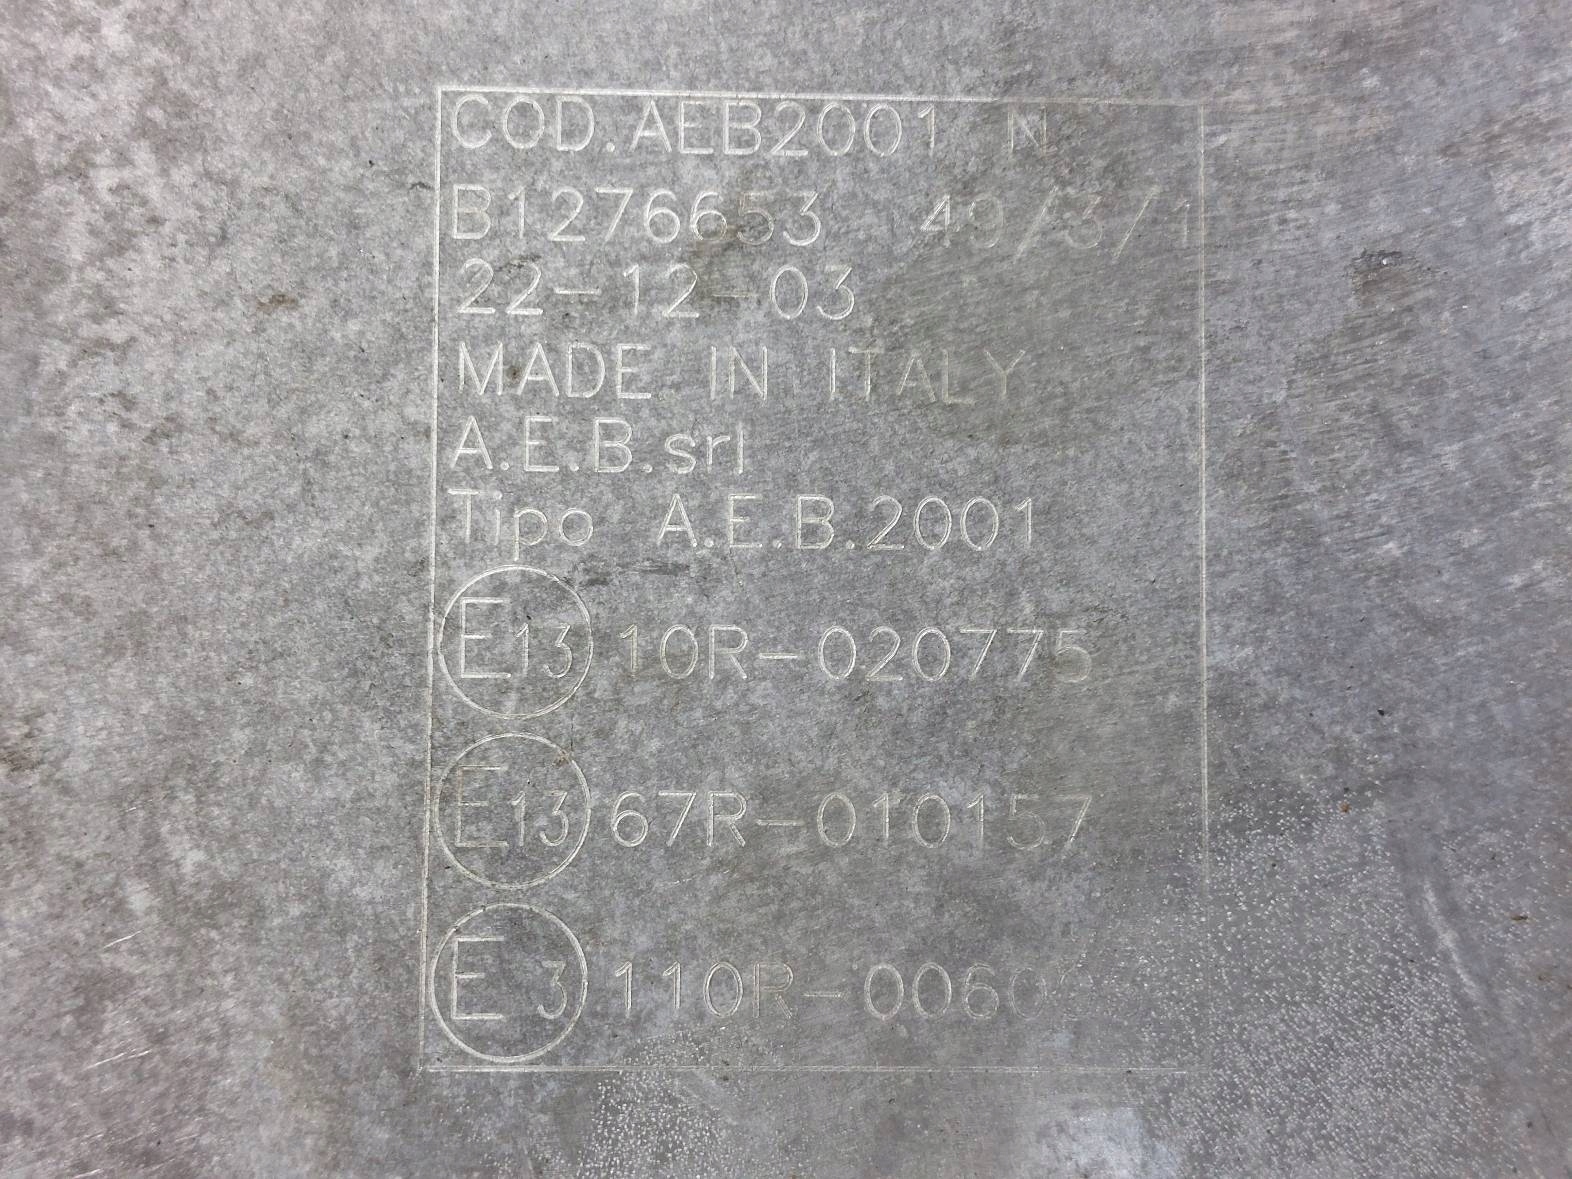 COD.AEB2001 N
B1276653 49/3/1
22-12-03
MADE IN ITALY
A.E.B.srl
Tipo A.E.B.2001
E13 10R-020775
E13 67R-010157
E 3